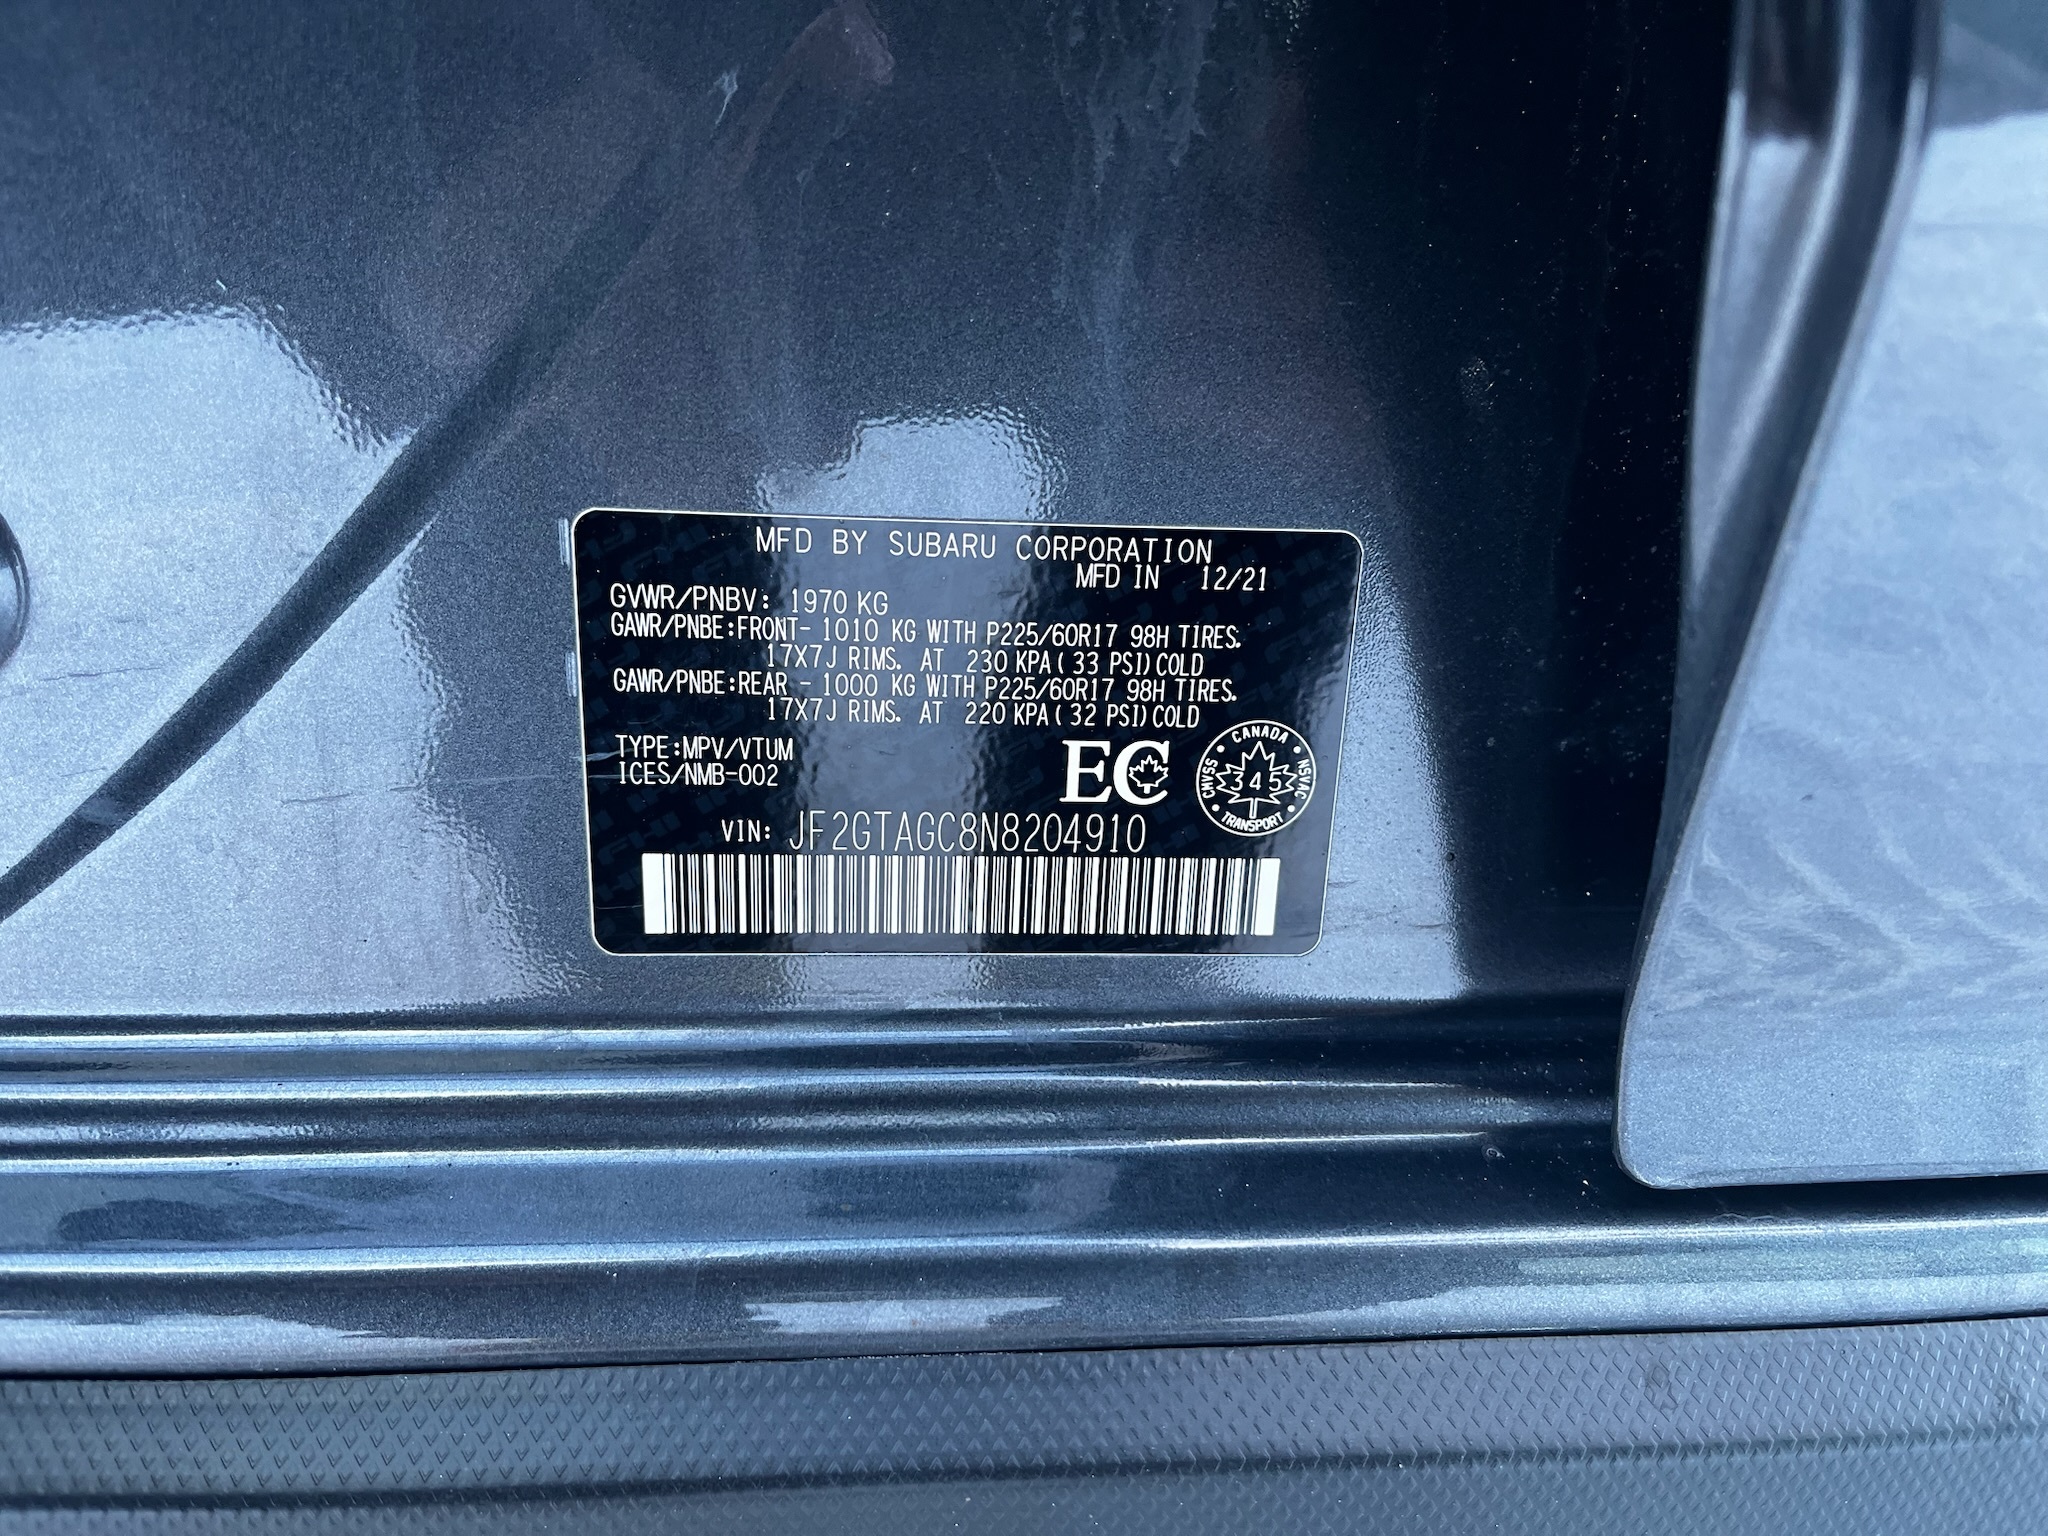 MFD BY SUBARU CORPORATION
MFD IN 12/21
GVWR/PNBV: 1970 KG
GAWR/PNBE:FRONT- 1010 KG WITH P225/60R17 98H TIRES.
17X7J RIMS. AT 230 KPA(33 PSI)COLD
GAWR/PNBE:REAR - 1000 KG WITH P225/60R17 98H TIRES.
17X7J RIMS. AT 220 KPA(32 PSI)COLD
TYPE:MPV/VTUM
ICES/NMB-002
EC
CANADA
CMVSS
345
NSVAC
TRANSPORT
VIN: JF2GTAGC8N8204910